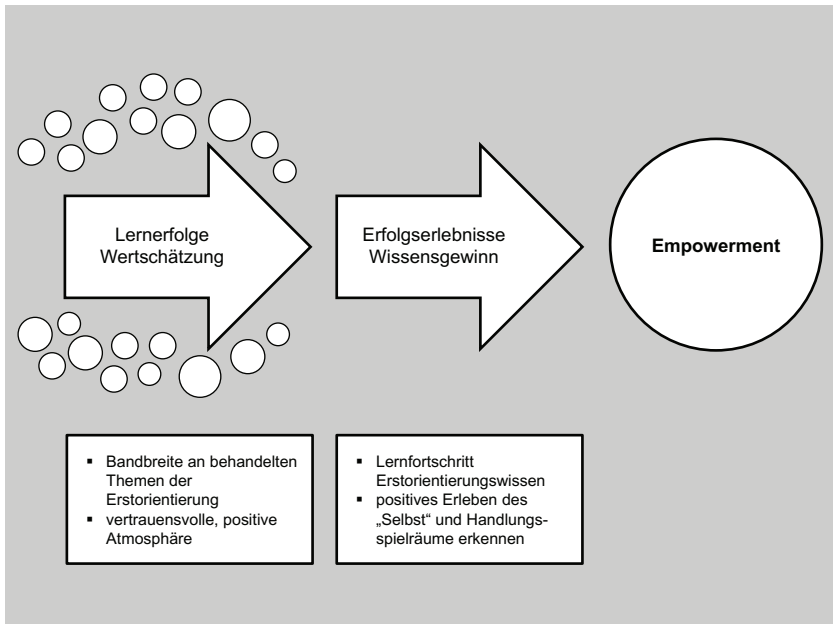 Lernerfolge
Wertschätzung
Erfolgserlebnisse
Wissensgewinn
Empowerment
▪ Bandbreite an behandelten
Themen der
Erstorientierung
▪ vertrauensvolle, positive
Atmosphäre
▪ Lernfortschritt
Erstorientierungswissen
▪ positives Erleben des
„Selbst“ und Handlungs-
spielräume erkennen